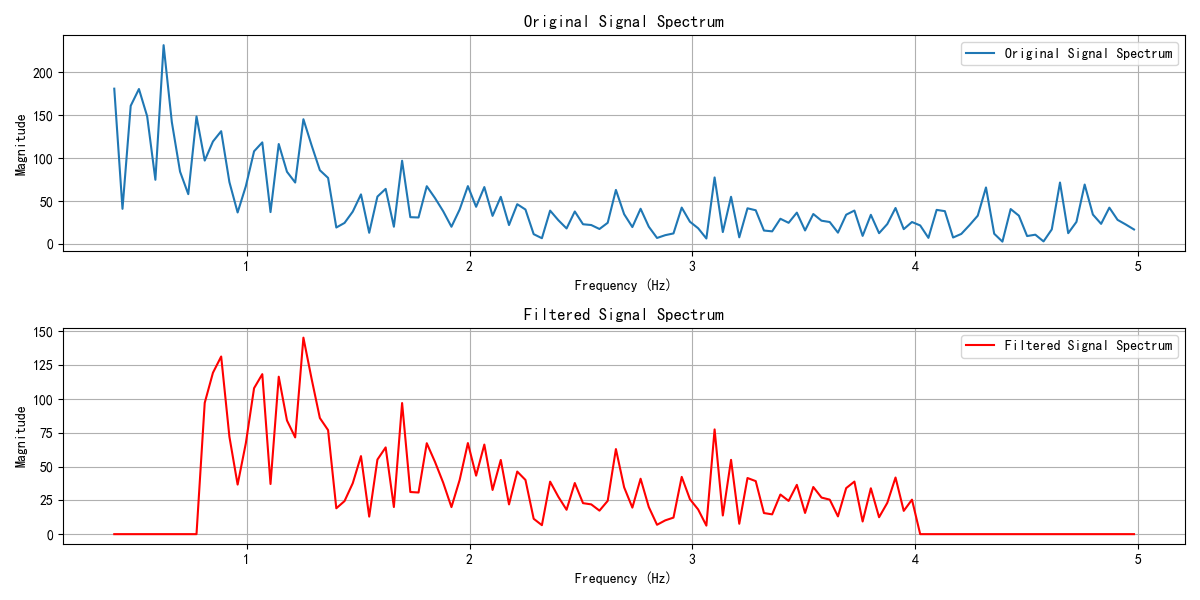 Original Signal Spectrum
Original Signal Spectrum
Magnitude
200
150
100
50
0
1 2 3 4 5
Frequency (Hz)
Filtered Signal Spectrum
Filtered Signal Spectrum
Magnitude
150
125
100
75
50
25
0
1 2 3 4 5
Frequency (Hz)